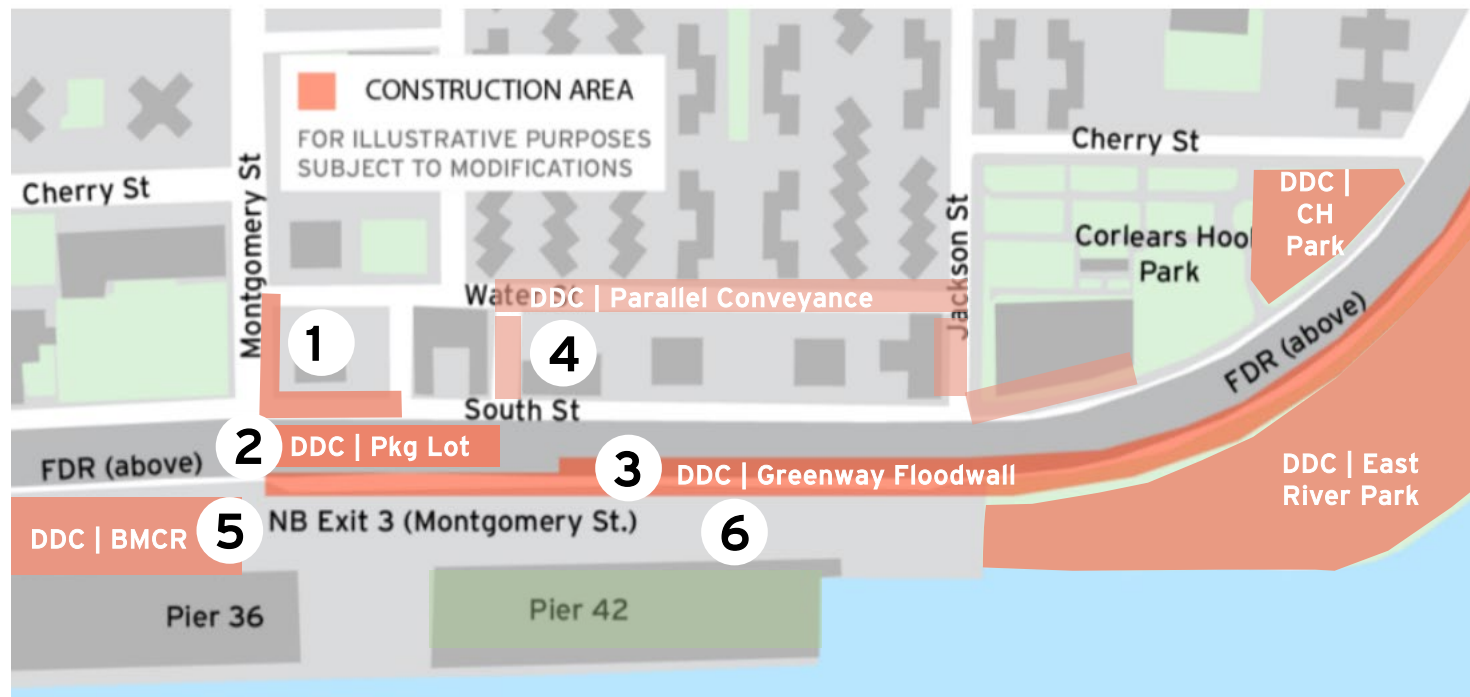 CONSTRUCTION AREA
FOR ILLUSTRATIVE PURPOSES
SUBJECT TO MODIFICATIONS
Cherry St
Cherry St
Montgomery St
Jackson St
DDC |
CH
Park
Corlears Hoo
Park
Wate
DDC | Parallel Conveyance
1
4
FDR (above)
South St
2
DDC | Pkg Lot
FDR (above)
3
DDC | Greenway Floodwall
DDC | East
River Park
DDC | BMCR
5
NB Exit 3 (Montgomery St.)
6
Pier 36
Pier 42